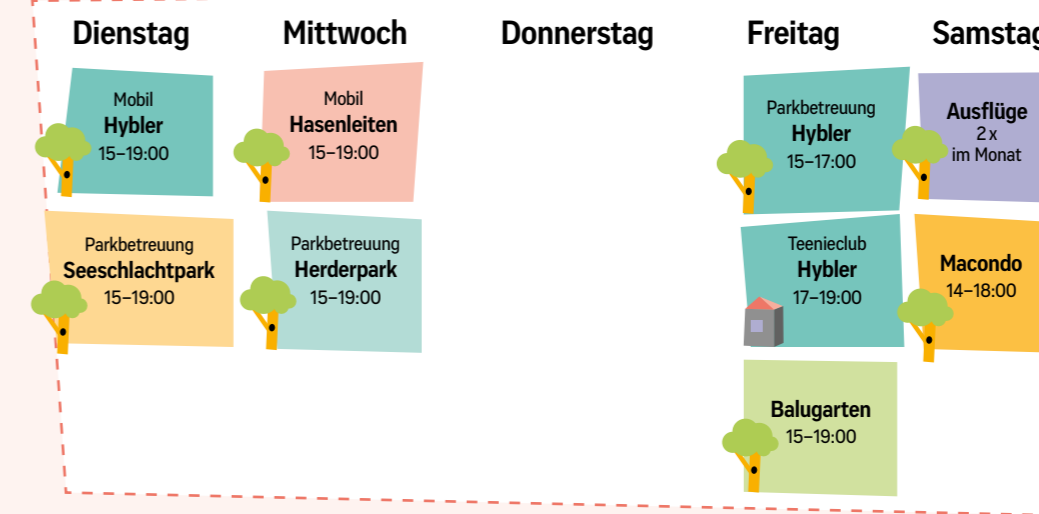 Dienstag
Mobil
Hybler
15–19:00
Parkbetreuung
Seeschlachtpark
15–19:00
Mittwoch
Mobil
Hasenleiten
15–19:00
Parkbetreuung
Herderpark
15–19:00
Donnerstag
Freitag
Parkbetreuung
Hybler
15–17:00
Teenieclub
Hybler
17–19:00
Balugarten
15–19:00
Samstag
Ausflüge
2 x
im Monat
Macondo
14–18:00